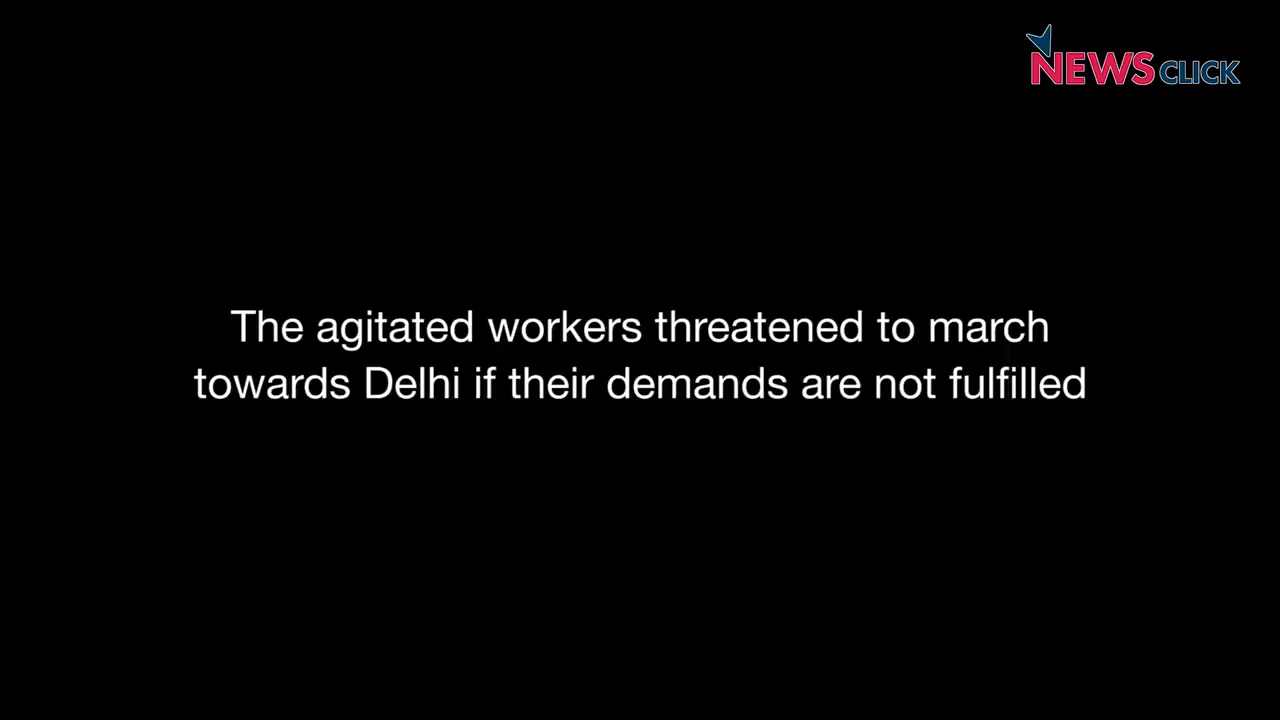 NEWSCLICK
The agitated workers threatened to march
towards Delhi if their demands are not fulfilled